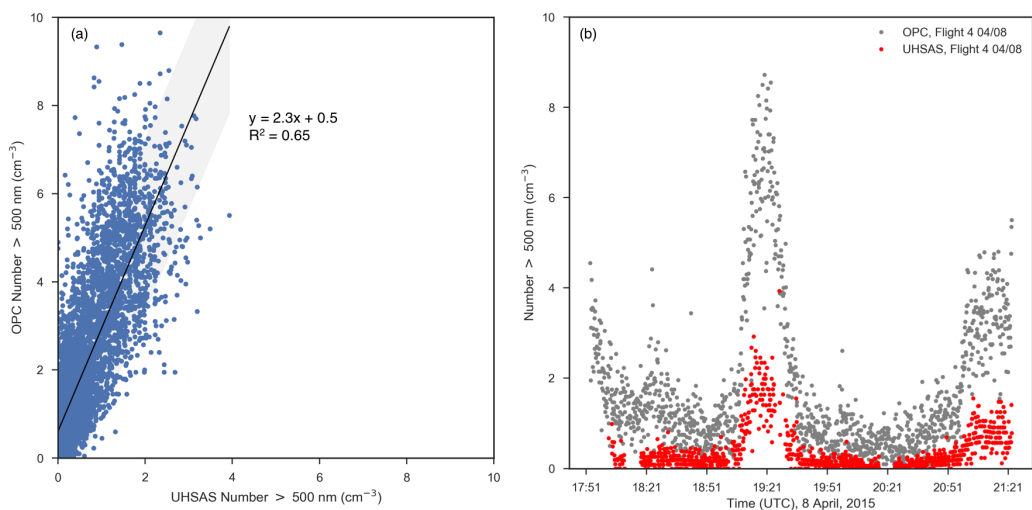 (a)
10
8
6
4
2
0
OPC Number > 500 nm (cm⁻³)
y = 2.3x + 0.5
R² = 0.65
0 2 4 6 8 10
UHSAS Number > 500 nm (cm⁻³)
(b)
OPC, Flight 4 04/08
UHSAS, Flight 4 04/08
10
8
6
4
2
0
Number > 500 nm (cm⁻³)
17:51 18:21 18:51 19:21 19:51 20:21 20:51 21:21
Time (UTC), 8 April, 2015